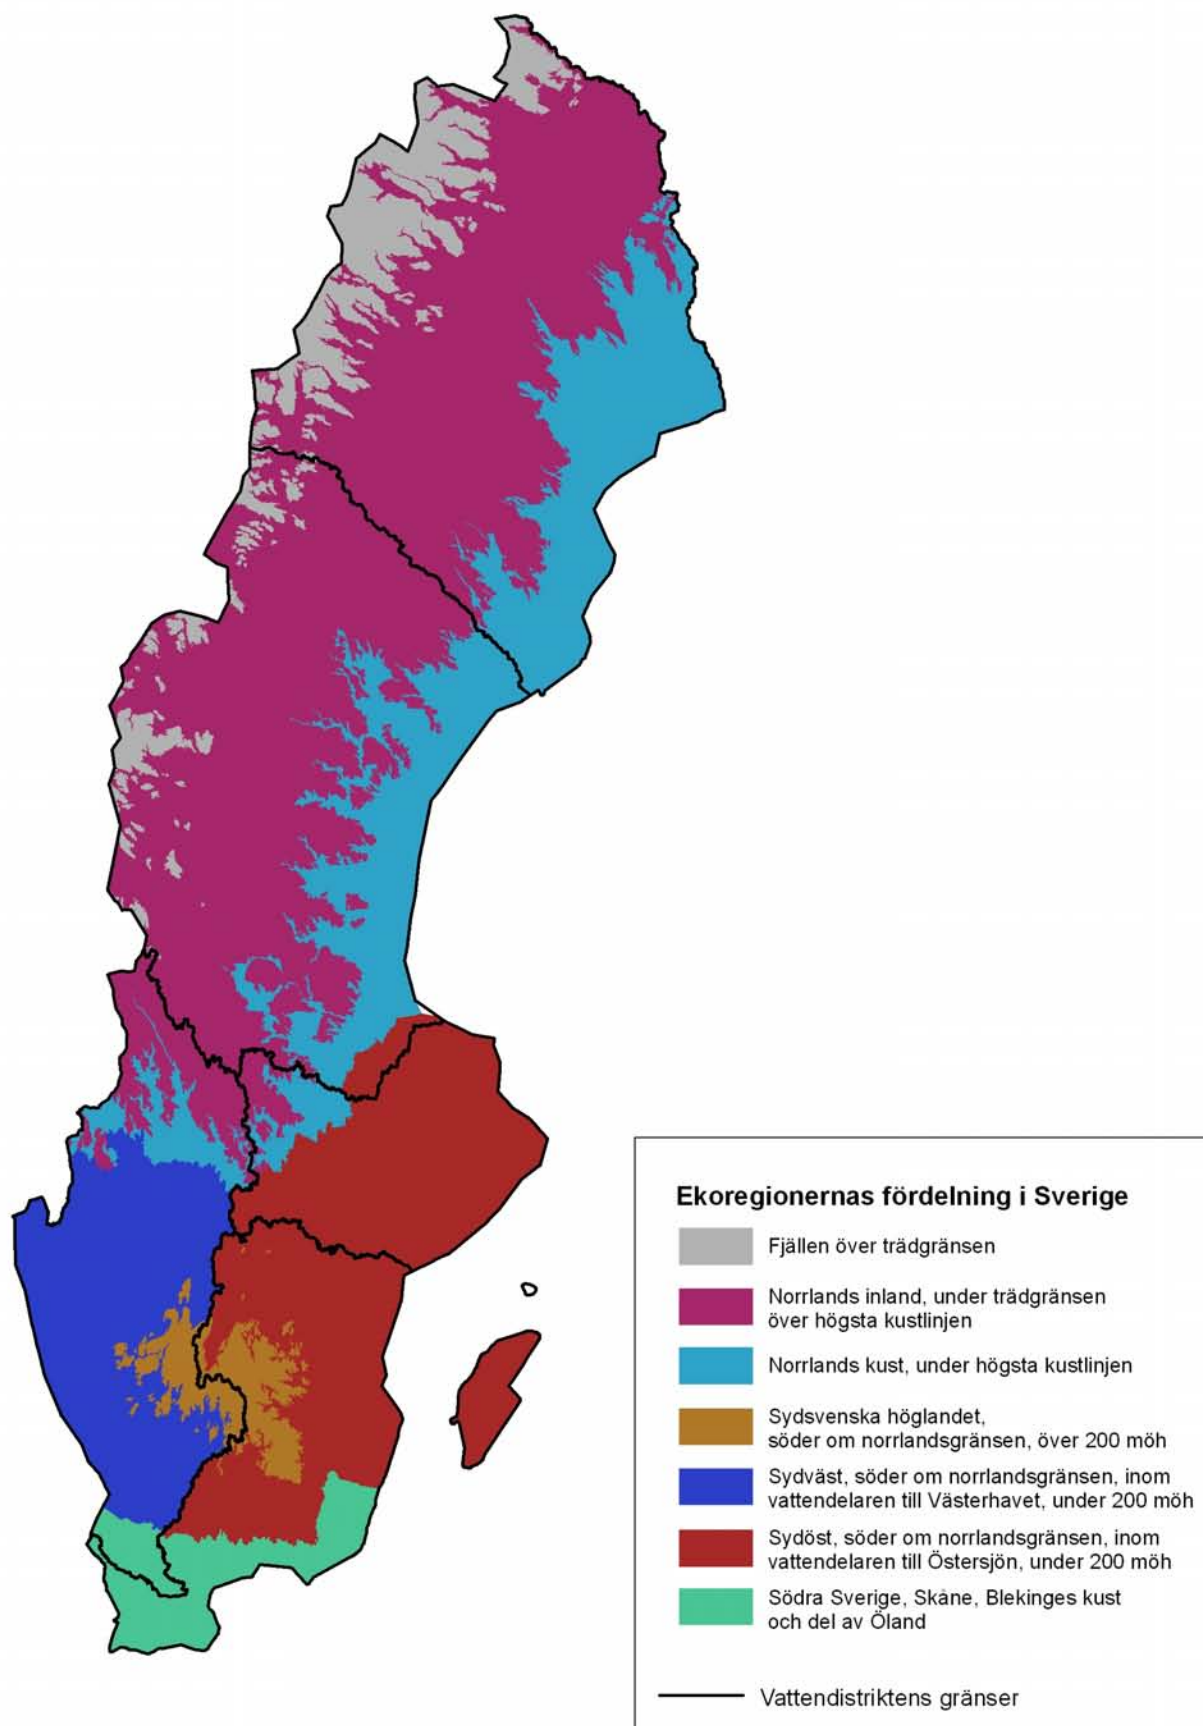 Ekoregionernas fördelning i Sverige
Fjällen över trädgränsen
Norrlands inland, under trädgränsen
över högsta kustlinjen
Norrlands kust, under högsta kustlinjen
Sydsvenska höglandet,
söder om norrlandsgränsen, över 200 möh
Sydväst, söder om norrlandsgränsen, inom
vattendelaren till Västerhavet, under 200 möh
Sydöst, söder om norrlandsgränsen, inom
vattendelaren till Östersjön, under 200 möh
Södra Sverige, Skåne, Blekinges kust
och del av Öland
Vattendistriktens gränser